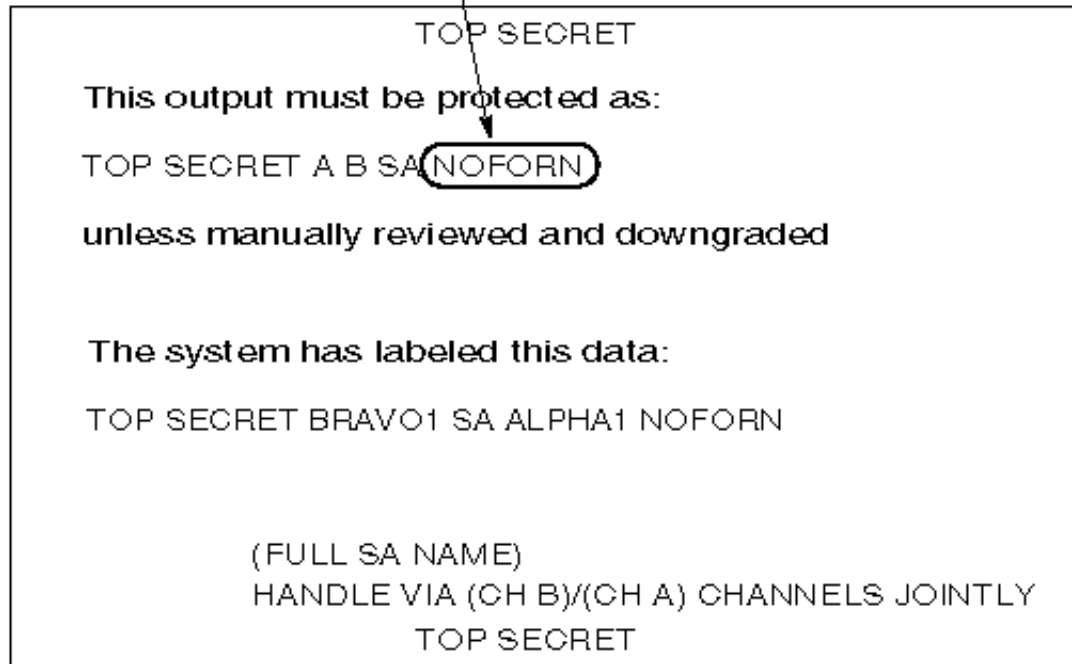 TOP SECRET
This output must be protected as:
TOP SECRET A B SA NOFORN
unless manually reviewed and downgraded
The system has labeled this data:
TOP SECRET BRAVO1 SA ALPHA1 NOFORN
(FULL SA NAME)
HANDLE VIA (CH B)/(CH A) CHANNELS JOINTLY
TOP SECRET